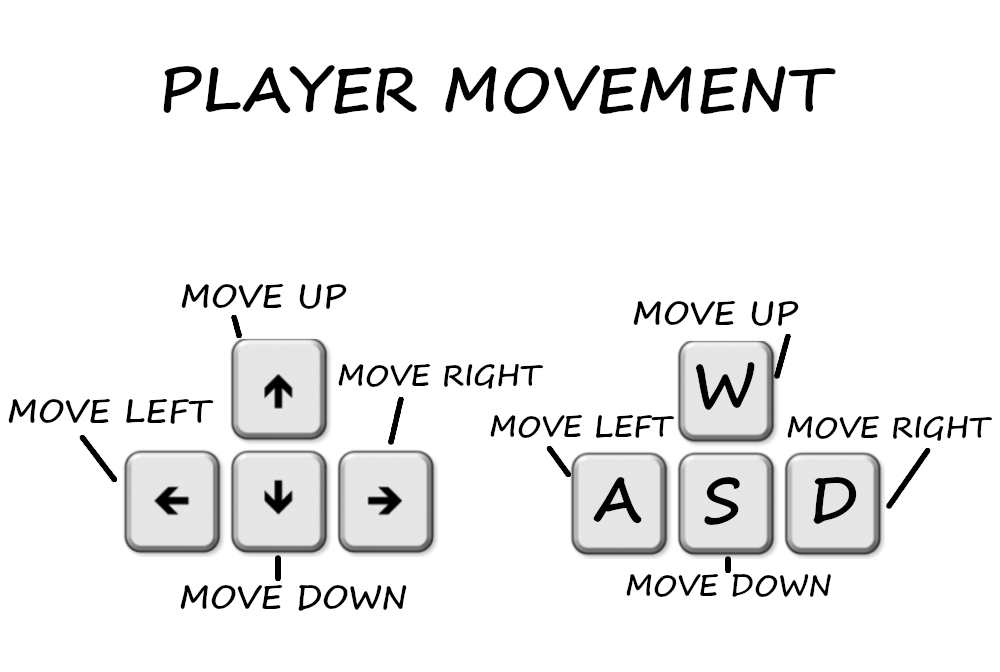 PLAYER MOVEMENT
MOVE UP
↑
MOVE LEFT
MOVE RIGHT
← ↓ →
MOVE DOWN
MOVE UP
W
MOVE LEFT
MOVE RIGHT
A S D
MOVE DOWN